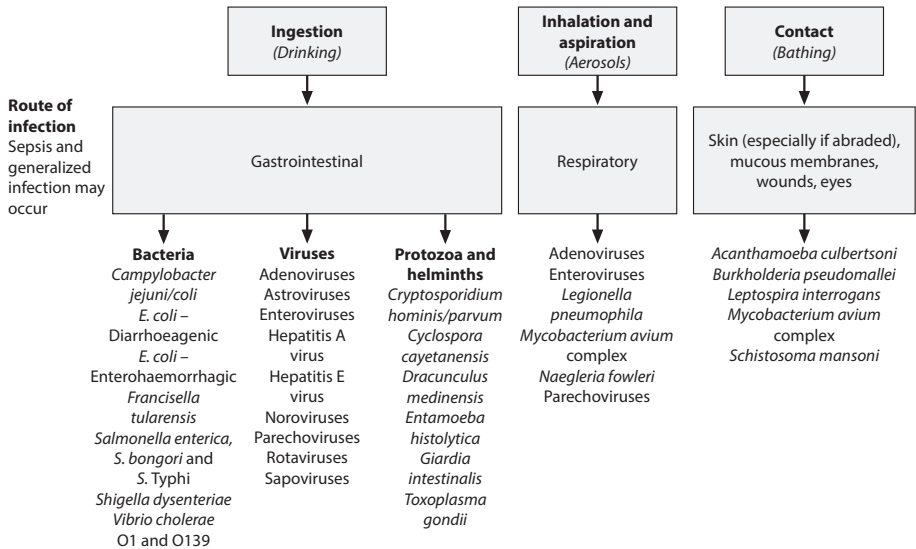 Ingestion
(Drinking)
Inhalation and
aspiration
(Aerosols)
Contact
(Bathing)
Route of
infection
Sepsis and
generalized
infection may
occur
Gastrointestinal
Respiratory
Skin (especially if abraded),
mucous membranes,
wounds, eyes
Bacteria
Campylobacter
jejuni/coli
E. coli –
Diarrhoeagenic
E. coli –
Enterohaemorrhagic
Francisella
tularensis
Salmonella enterica,
S. bongori and
S. Typhi
Shigella dysenteriae
Vibrio cholerae
O1 and O139
Viruses
Adenoviruses
Astroviruses
Enteroviruses
Hepatitis A
virus
Hepatitis E
virus
Noroviruses
Parechoviruses
Rotaviruses
Sapoviruses
Protozoa and
helminths
Cryptosporidium
hominis/parvum
Cyclospora
cayetanensis
Dracunculus
medinensis
Entamoeba
histolytica
Giardia
intestinalis
Toxoplasma
gondii
Adenoviruses
Enteroviruses
Legionella
pneumophila
Mycobacterium avium
complex
Naegleria fowleri
Parechoviruses
Acanthamoeba culbertsoni
Burkholderia pseudomallei
Leptospira interrogans
Mycobacterium avium
complex
Schistosoma mansoni